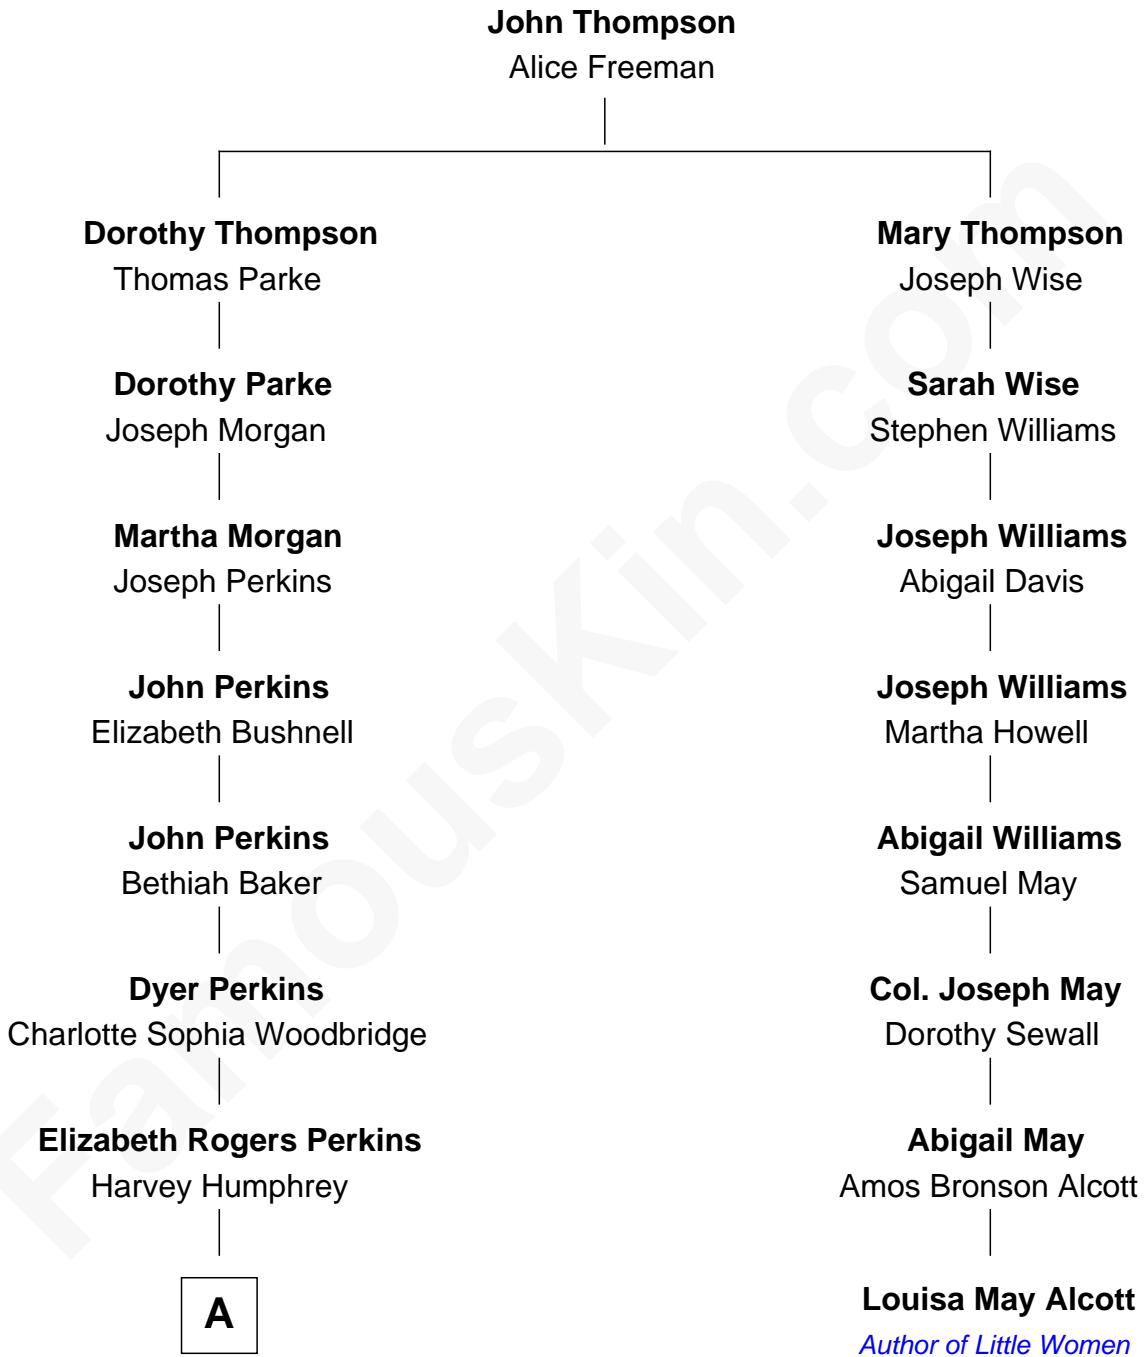 John Thompson
Alice Freeman
Dorothy Thompson
Thomas Parke
Mary Thompson
Joseph Wise
Dorothy Parke
Joseph Morgan
Sarah Wise
Stephen Williams
Martha Morgan
Joseph Perkins
Joseph Williams
Abigail Davis
John Perkins
Elizabeth Bushnell
Joseph Williams
Martha Howell
John Perkins
Bethiah Baker
Abigail Williams
Samuel May
Dyer Perkins
Charlotte Sophia Woodbridge
Col. Joseph May
Dorothy Sewall
Elizabeth Rogers Perkins
Harvey Humphrey
Abigail May
Amos Bronson Alcott
A
Louisa May Alcott
Author of Little Women
FamousKin.com